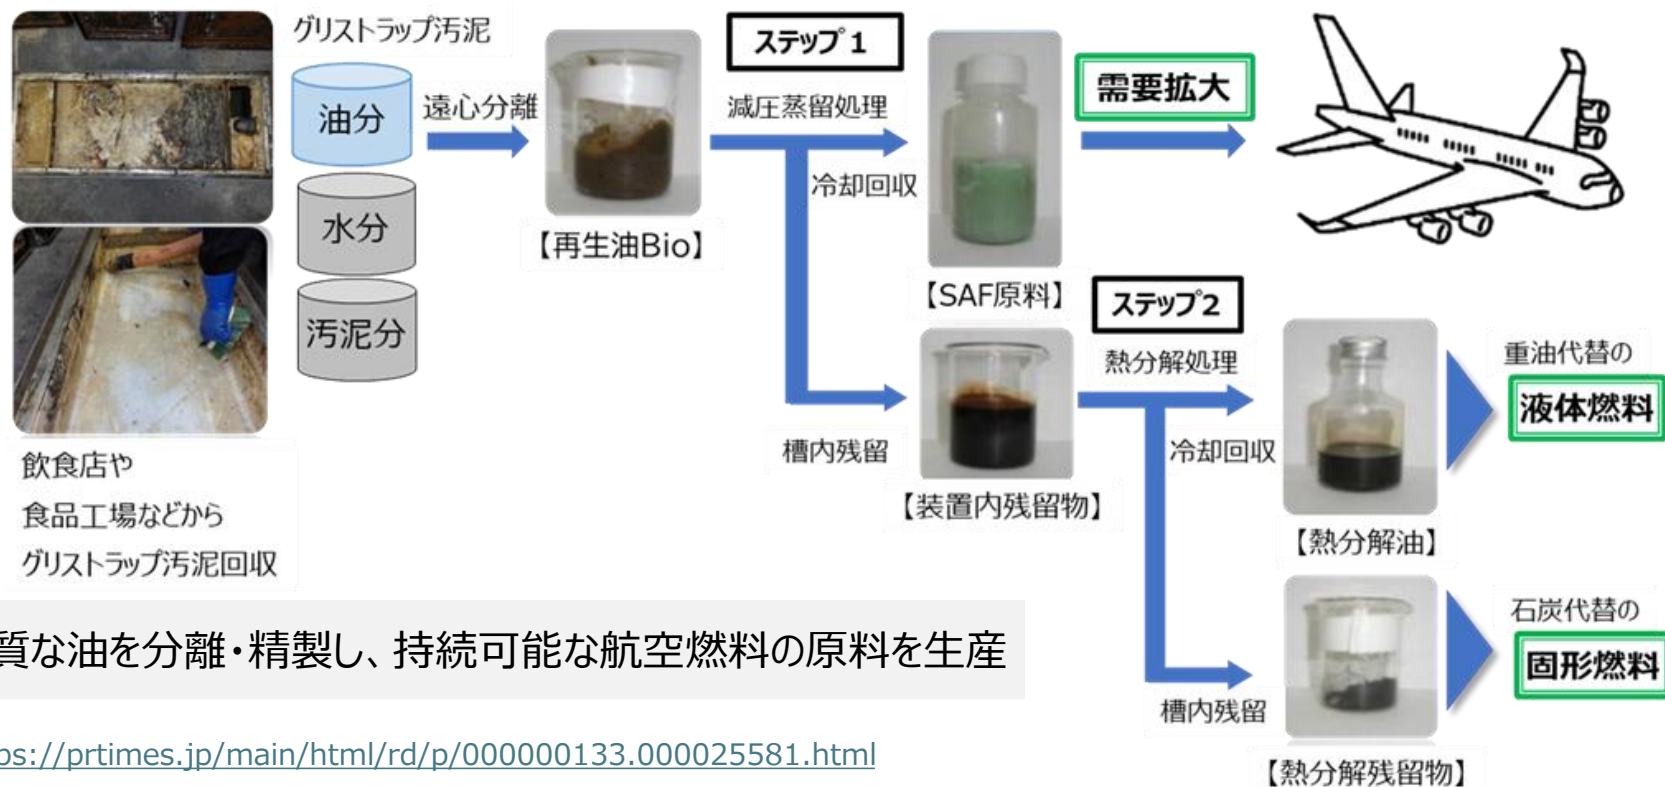 グリストラップ汚泥
油分
水分
汚泥分
遠心分離
【再生油Bio】
飲食店や
食品工場などから
グリストラップ汚泥回収
ステップ1
減圧蒸留処理
冷却回収
【SAF原料】
需要拡大
槽内残留
【装置内残留物】
ステップ2
熱分解処理
冷却回収
【熱分解油】
重油代替の
液体燃料
槽内残留
【熱分解残留物】
石炭代替の
固形燃料
質な油を分離・精製し、持続可能な航空燃料の原料を生産
ps://prtimes.jp/main/html/rd/p/000000133.000025581.html